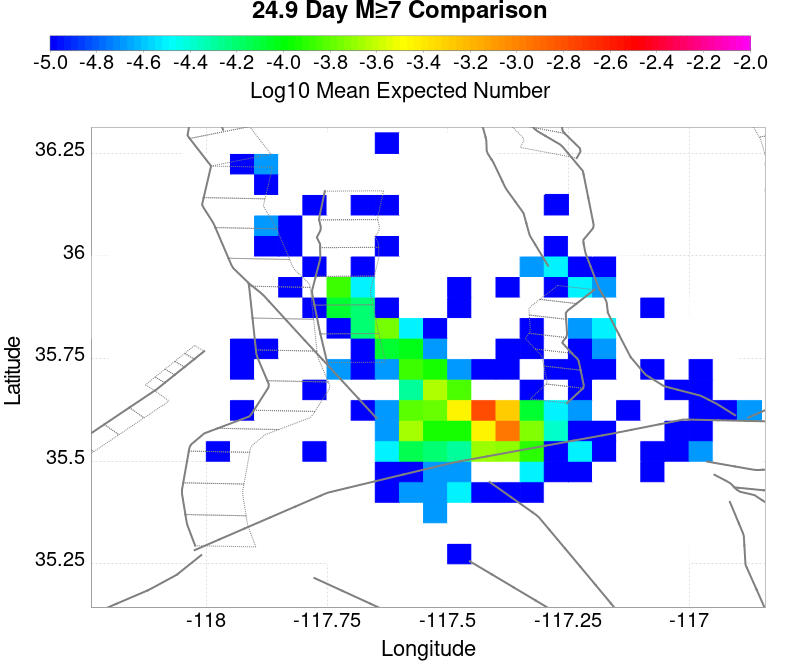 24.9 Day M≥7 Comparison
-5.0 -4.8 -4.6 -4.4 -4.2 -4.0 -3.8 -3.6 -3.4 -3.2 -3.0 -2.8 -2.6 -2.4 -2.2 -2.0
Log10 Mean Expected Number
36.25
36
35.75
35.5
35.25
Latitude
-118 -117.75 -117.5 -117.25 -117
Longitude